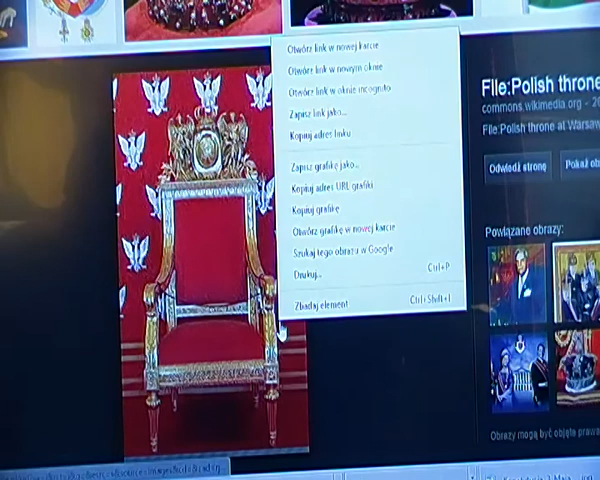 Otwórz link w nowej karcie
Otwórz link w nowym oknie
Otwórz link w oknie incognito
Zapisz link jako...
Kopiuj adres linku
Zapisz grafikę jako...
Kopiuj adres URL grafiki
Kopiuj grafikę
Otwórz grafikę w nowej karcie
Szukaj tego obrazu w Google
Drukuj... Ctrl+P
Zbadaj element Ctrl+Shift+I
File:Polish throne
commons.wikimedia.org - 20
File:Polish throne at Warsaw
Odwiedź stronę Pokaż ob
Powiązane obrazy:
Obrazy mogą być objęte praw